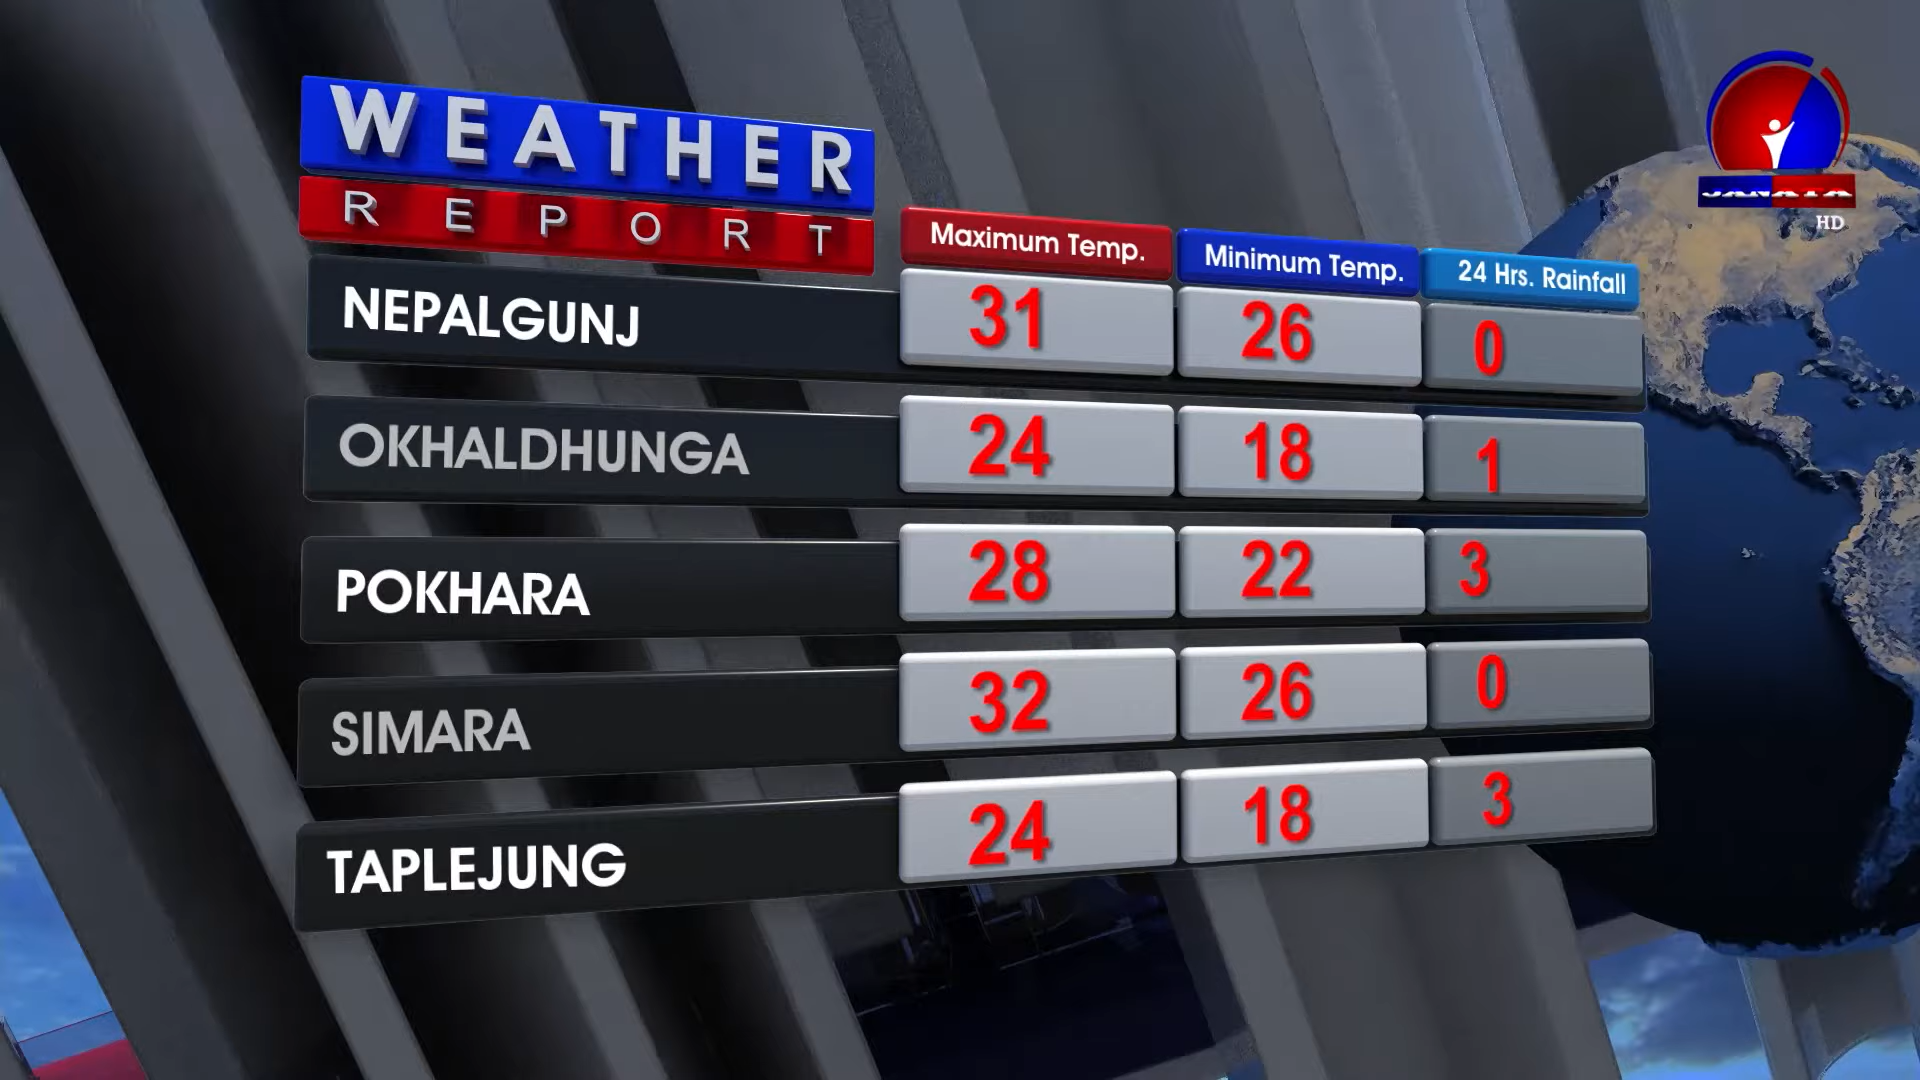 WEATHER
REPORT
Maximum Temp. Minimum Temp. 24 Hrs. Rainfall
NEPALGUNJ 31 26 0
OKHALDHUNGA 24 18 1
POKHARA 28 22 3
SIMARA 32 26 0
TAPLEJUNG 24 18 3
JANATA
HD